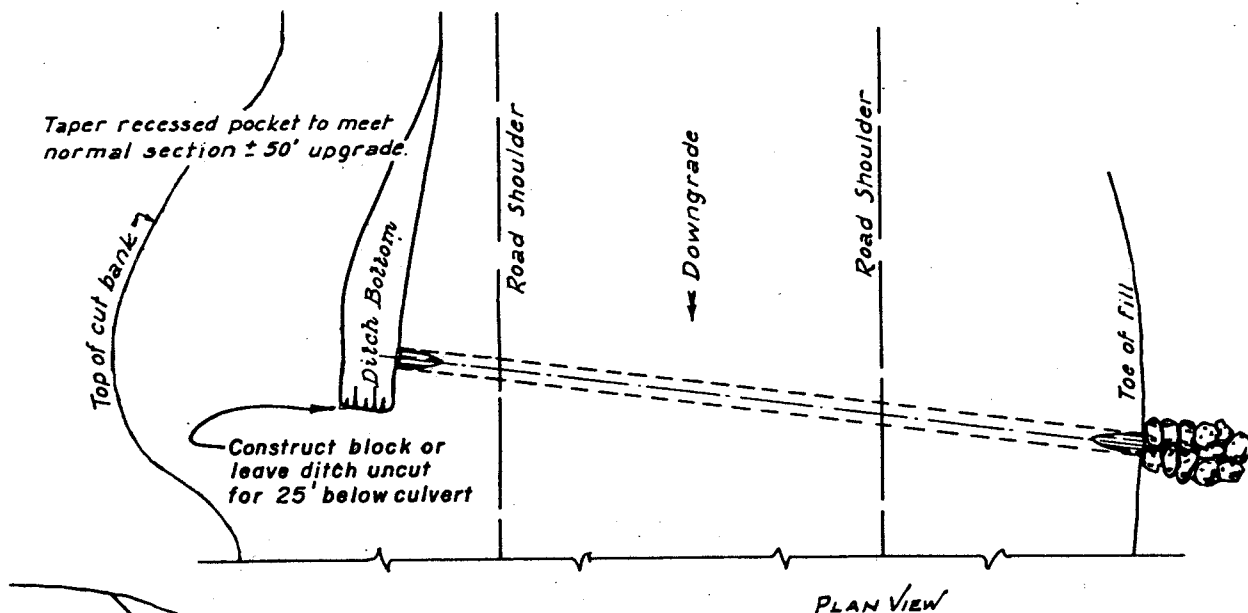 Taper recessed pocket to meet
normal section ± 50' upgrade.
Top of cut bank
Ditch Bottom
Road Shoulder
Downgrade
Road Shoulder
Toe of fill
Construct block or
leave ditch uncut
for 25' below culvert
PLAN VIEW